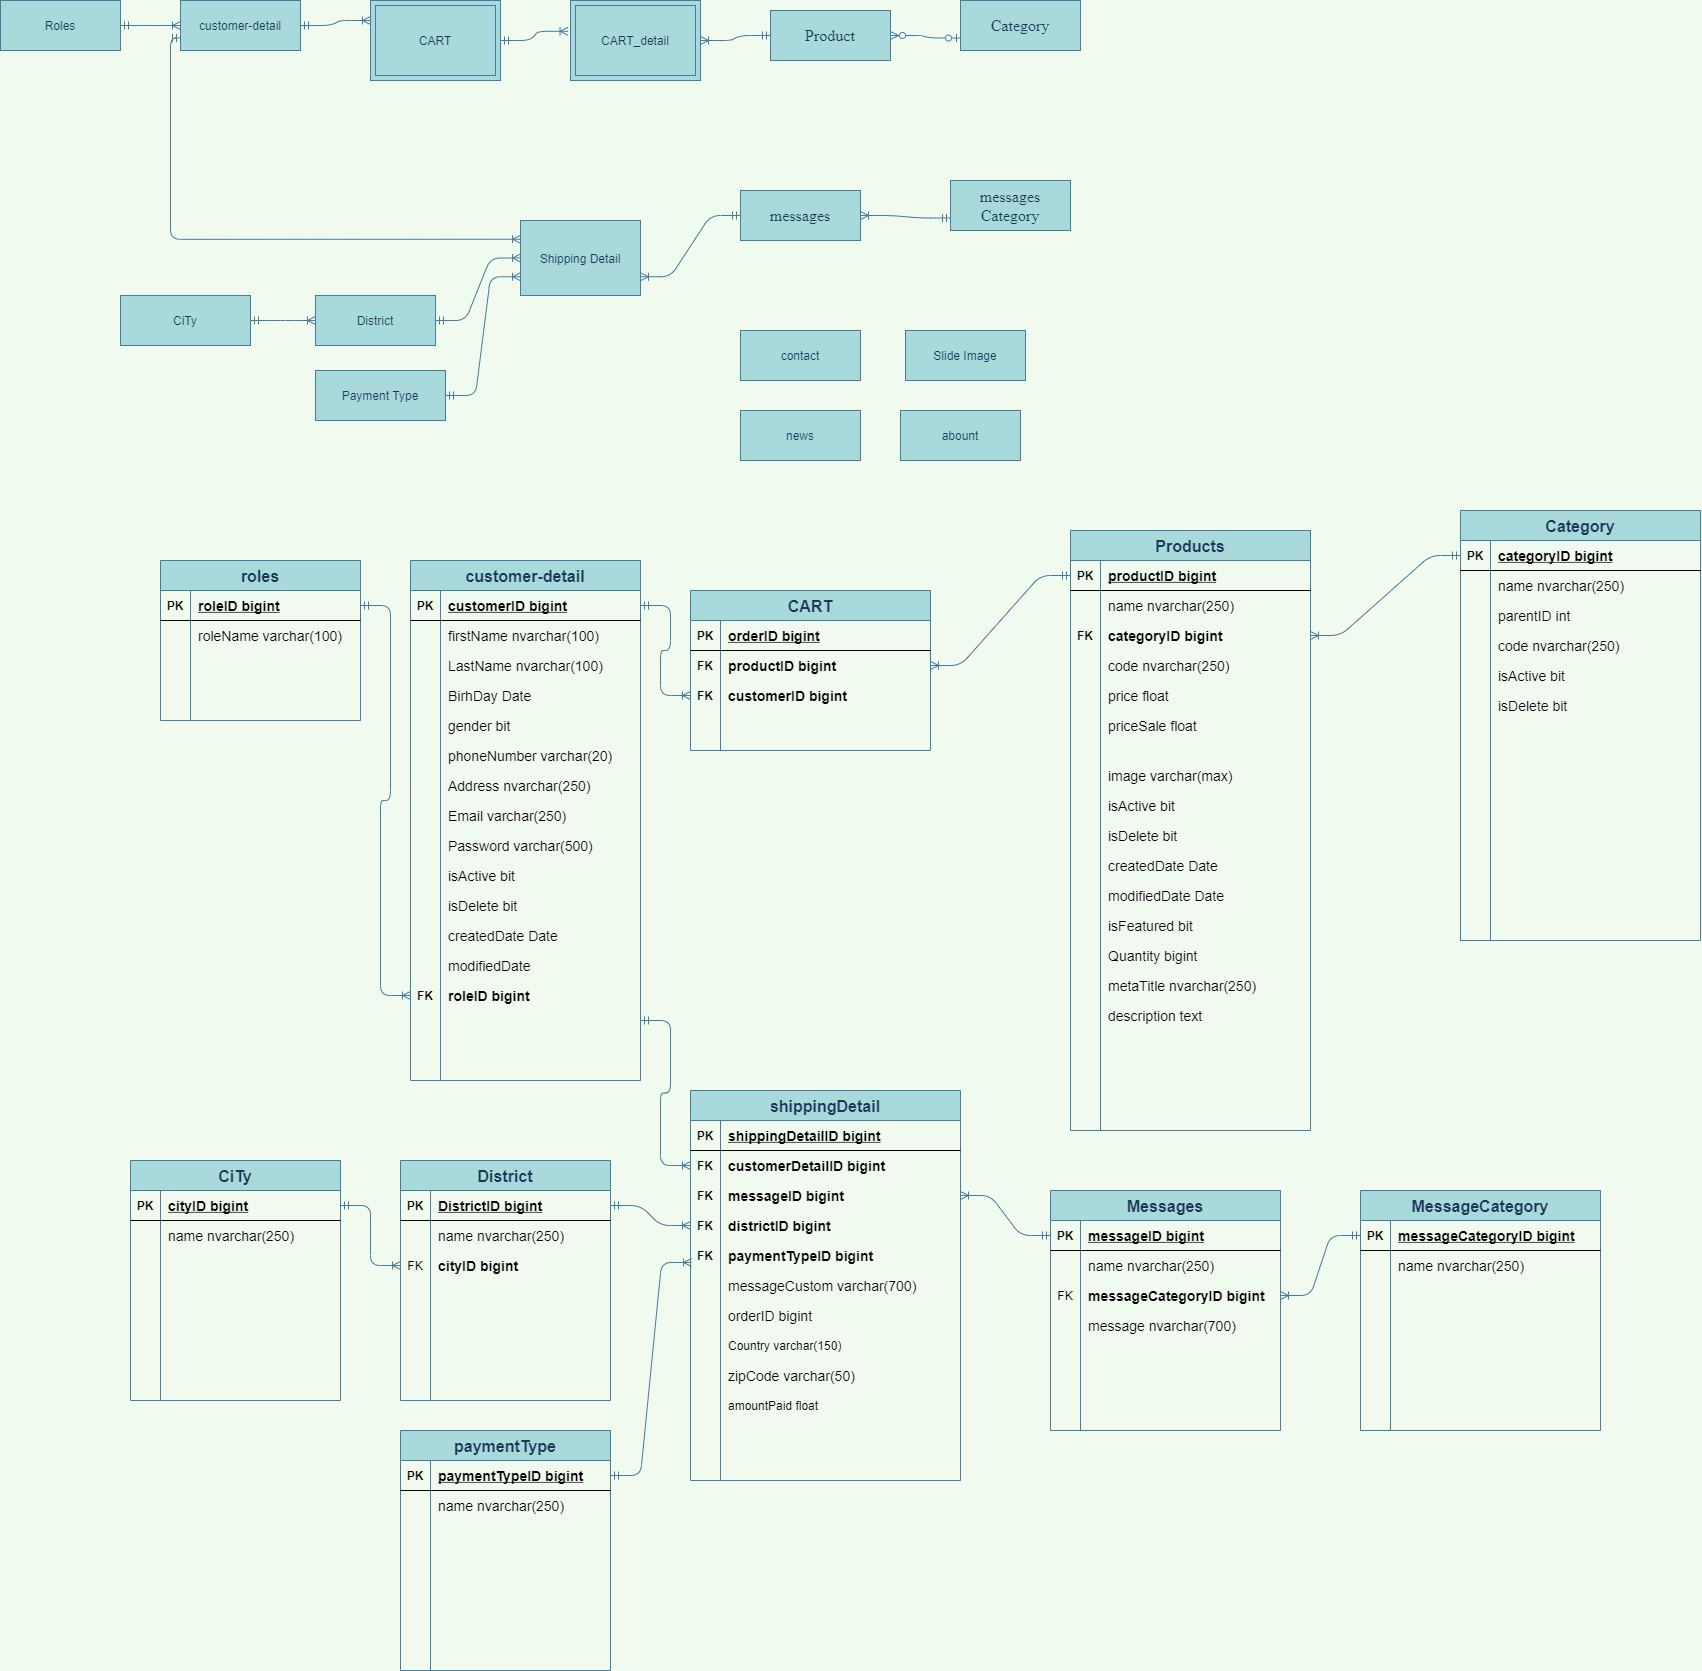 Roles
customer-detail
CART
CART_detail
Product
Category
messages
messages
Category
Shipping Detail
CiTy
District
Payment Type
contact
Slide Image
news
abount
roles
PK roleID bigint
roleName varchar(100)
customer-detail
PK customerID bigint
firstName nvarchar(100)
LastName nvarchar(100)
BirhDay Date
gender bit
phoneNumber varchar(20)
Address nvarchar(250)
Email varchar(250)
Password varchar(500)
isActive bit
isDelete bit
createdDate Date
modifiedDate
FK roleID bigint
CART
PK orderID bigint
FK productID bigint
FK customerID bigint
Products
PK productID bigint
name nvarchar(250)
FK categoryID bigint
code nvarchar(250)
price float
priceSale float
image varchar(max)
isActive bit
isDelete bit
createdDate Date
modifiedDate Date
isFeatured bit
Quantity bigint
metaTitle nvarchar(250)
description text
Category
PK categoryID bigint
name nvarchar(250)
parentID int
code nvarchar(250)
isActive bit
isDelete bit
CiTy
PK cityID bigint
name nvarchar(250)
District
PK DistrictID bigint
name nvarchar(250)
FK cityID bigint
shippingDetail
PK shippingDetailID bigint
FK customerDetailID bigint
FK messageID bigint
FK districtID bigint
FK paymentTypeID bigint
messageCustom varchar(700)
orderID bigint
Country varchar(150)
zipCode varchar(50)
amountPaid float
Messages
PK messageID bigint
name nvarchar(250)
FK messageCategoryID bigint
message nvarchar(700)
MessageCategory
PK messageCategoryID bigint
name nvarchar(250)
paymentType
PK paymentTypeID bigint
name nvarchar(250)